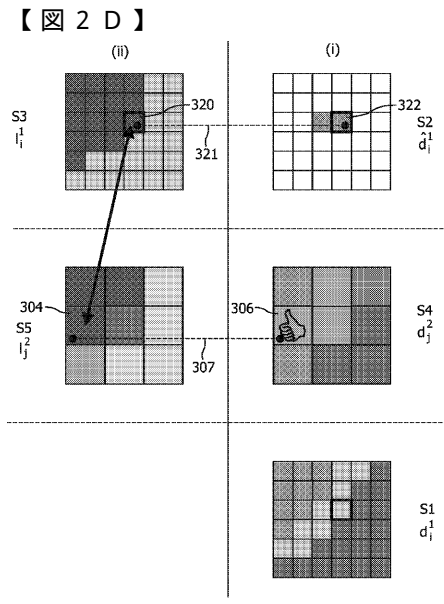 【図２Ｄ】
(ii)
(i)
S3
l_i^1
320
321
322
S2
d̂_i^1
304
S5
l_j^2
306
307
S4
d_j^2
S1
d_i^1